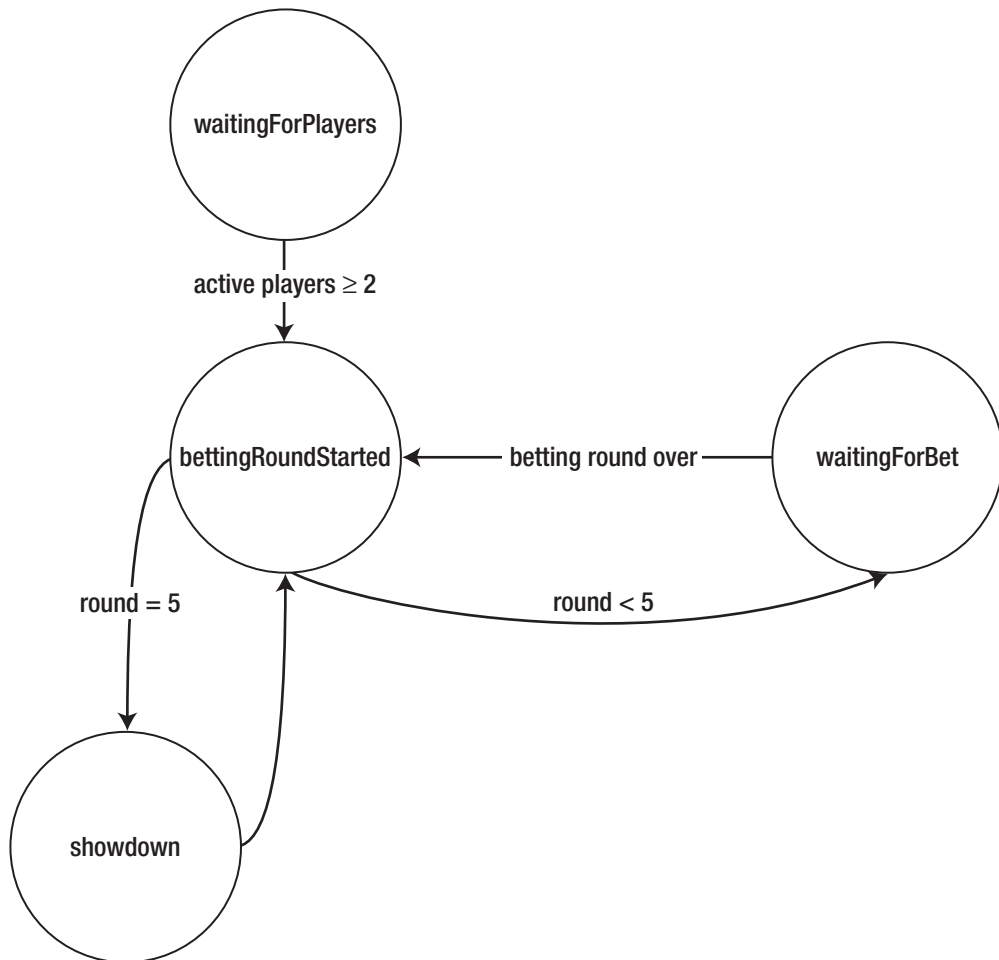 waitingForPlayers
active players ≥ 2
bettingRoundStarted
betting round over
waitingForBet
round = 5
round < 5
showdown